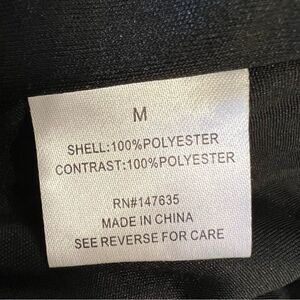 M
SHELL:100%POLYESTER
CONTRAST:100%POLYESTER
RN#147635
MADE IN CHINA
SEE REVERSE FOR CARE